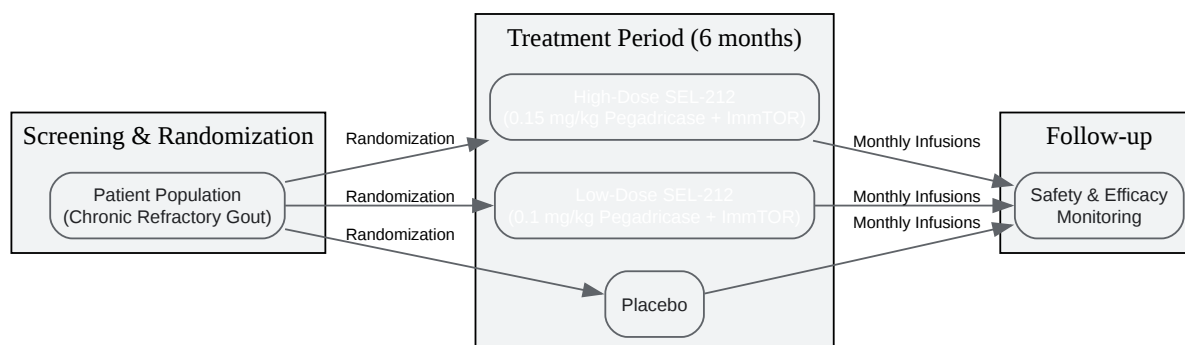 Screening & Randomization
Patient Population
(Chronic Refractory Gout)
Randomization
Randomization
Randomization
Treatment Period (6 months)
High-Dose SEL-212
(0.15 mg/kg Pegadricase + ImmTOR)
Low-Dose SEL-212
(0.1 mg/kg Pegadricase + ImmTOR)
Placebo
Monthly Infusions
Monthly Infusions
Monthly Infusions
Follow-up
Safety & Efficacy
Monitoring